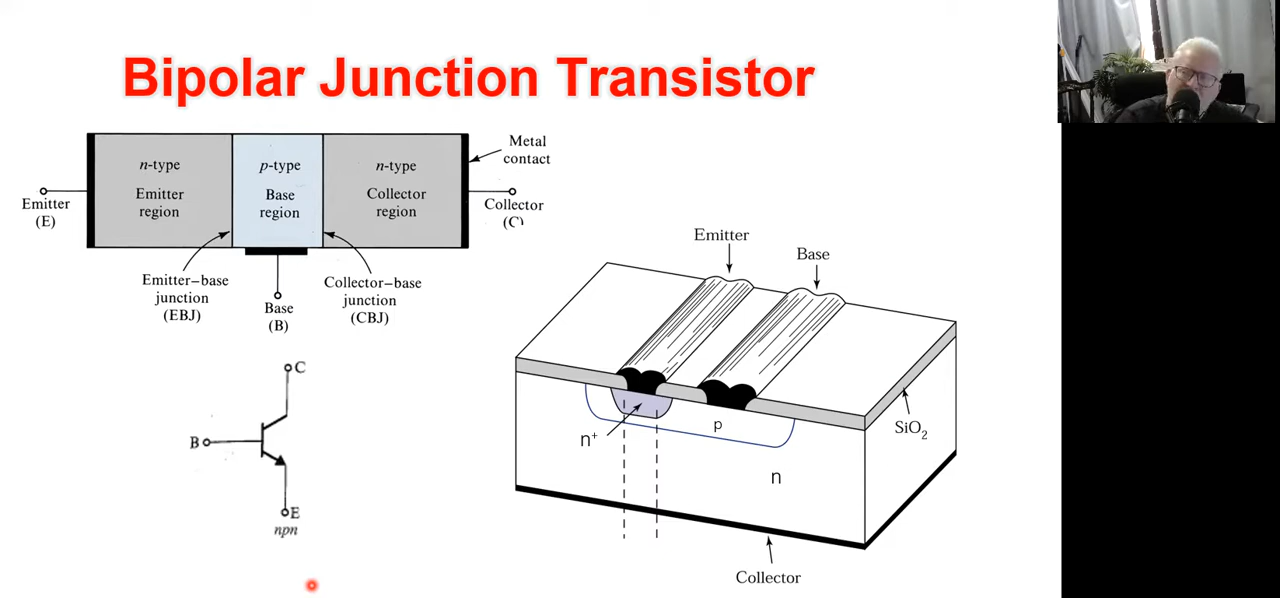 Bipolar Junction Transistor
n-type
Emitter
region
p-type
Base
region
n-type
Collector
region
Metal
contact
Emitter
(E)
Collector
(C)
Emitter–base
junction
(EBJ)
Base
(B)
Collector–base
junction
(CBJ)
C
B
E
npn
Emitter
Base
n+
p
n
SiO2
Collector